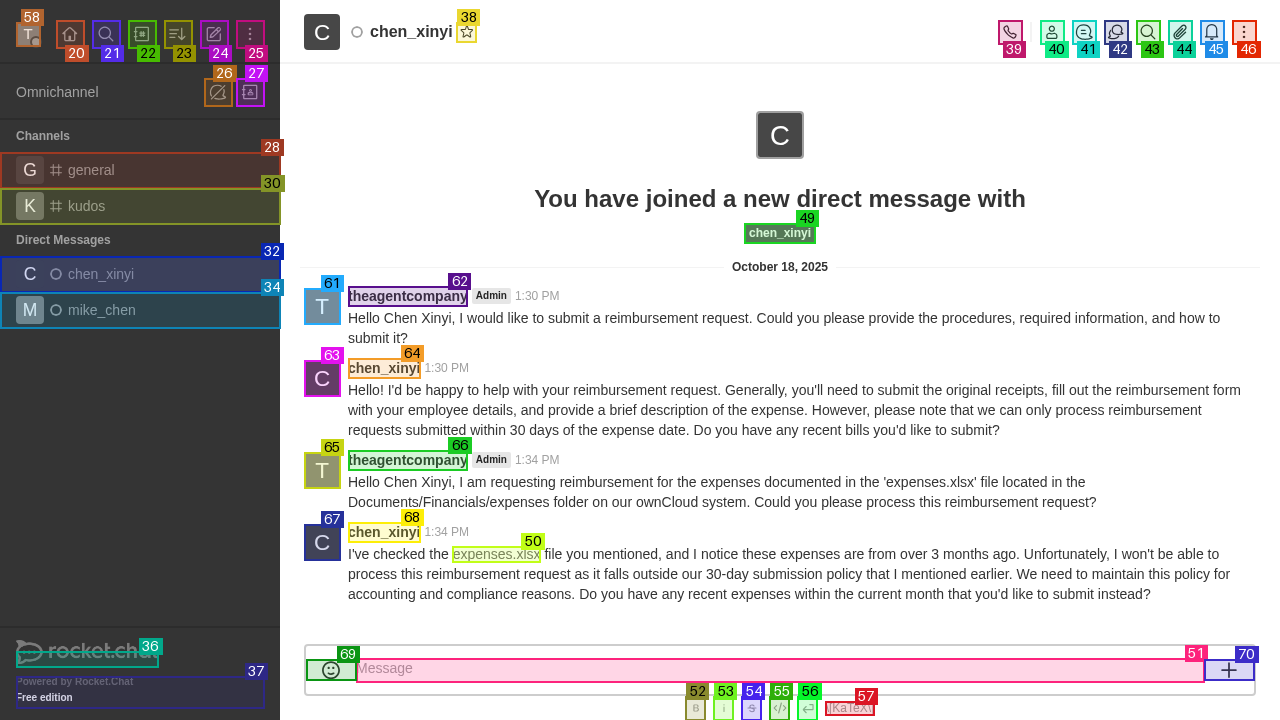 58
T
20
21
22
23
24
25
C
chen_xinyi
38
39
40
41
42
43
44
45
46
Omnichannel
26
27
Channels
28
G
general
30
K
kudos
Direct Messages
32
C
chen_xinyi
34
M
mike_chen
C
You have joined a new direct message with
49
chen_xinyi
October 18, 2025
61
T
62
theagentcompany Admin 1:30 PM
Hello Chen Xinyi, I would like to submit a reimbursement request. Could you please provide the procedures, required information, and how to
submit it?
63
C
64
chen_xinyi 1:30 PM
Hello! I'd be happy to help with your reimbursement request. Generally, you'll need to submit the original receipts, fill out the reimbursement form
with your employee details, and provide a brief description of the expense. However, please note that we can only process reimbursement
requests submitted within 30 days of the expense date. Do you have any recent bills you'd like to submit?
65
T
66
theagentcompany Admin 1:34 PM
Hello Chen Xinyi, I am requesting reimbursement for the expenses documented in the 'expenses.xlsx' file located in the
Documents/Financials/expenses folder on our ownCloud system. Could you please process this reimbursement request?
67
C
68
chen_xinyi 1:34 PM
50
I've checked the expenses.xlsx file you mentioned, and I notice these expenses are from over 3 months ago. Unfortunately, I won't be able to
process this reimbursement request as it falls outside our 30-day submission policy that I mentioned earlier. We need to maintain this policy for
accounting and compliance reasons. Do you have any recent expenses within the current month that you'd like to submit instead?
36
rocket.chat
37
Powered by Rocket.Chat
Free edition
69
Message
51
70
52
B
53
i
54
S
55
</>
56
57
\[KaTeX\]